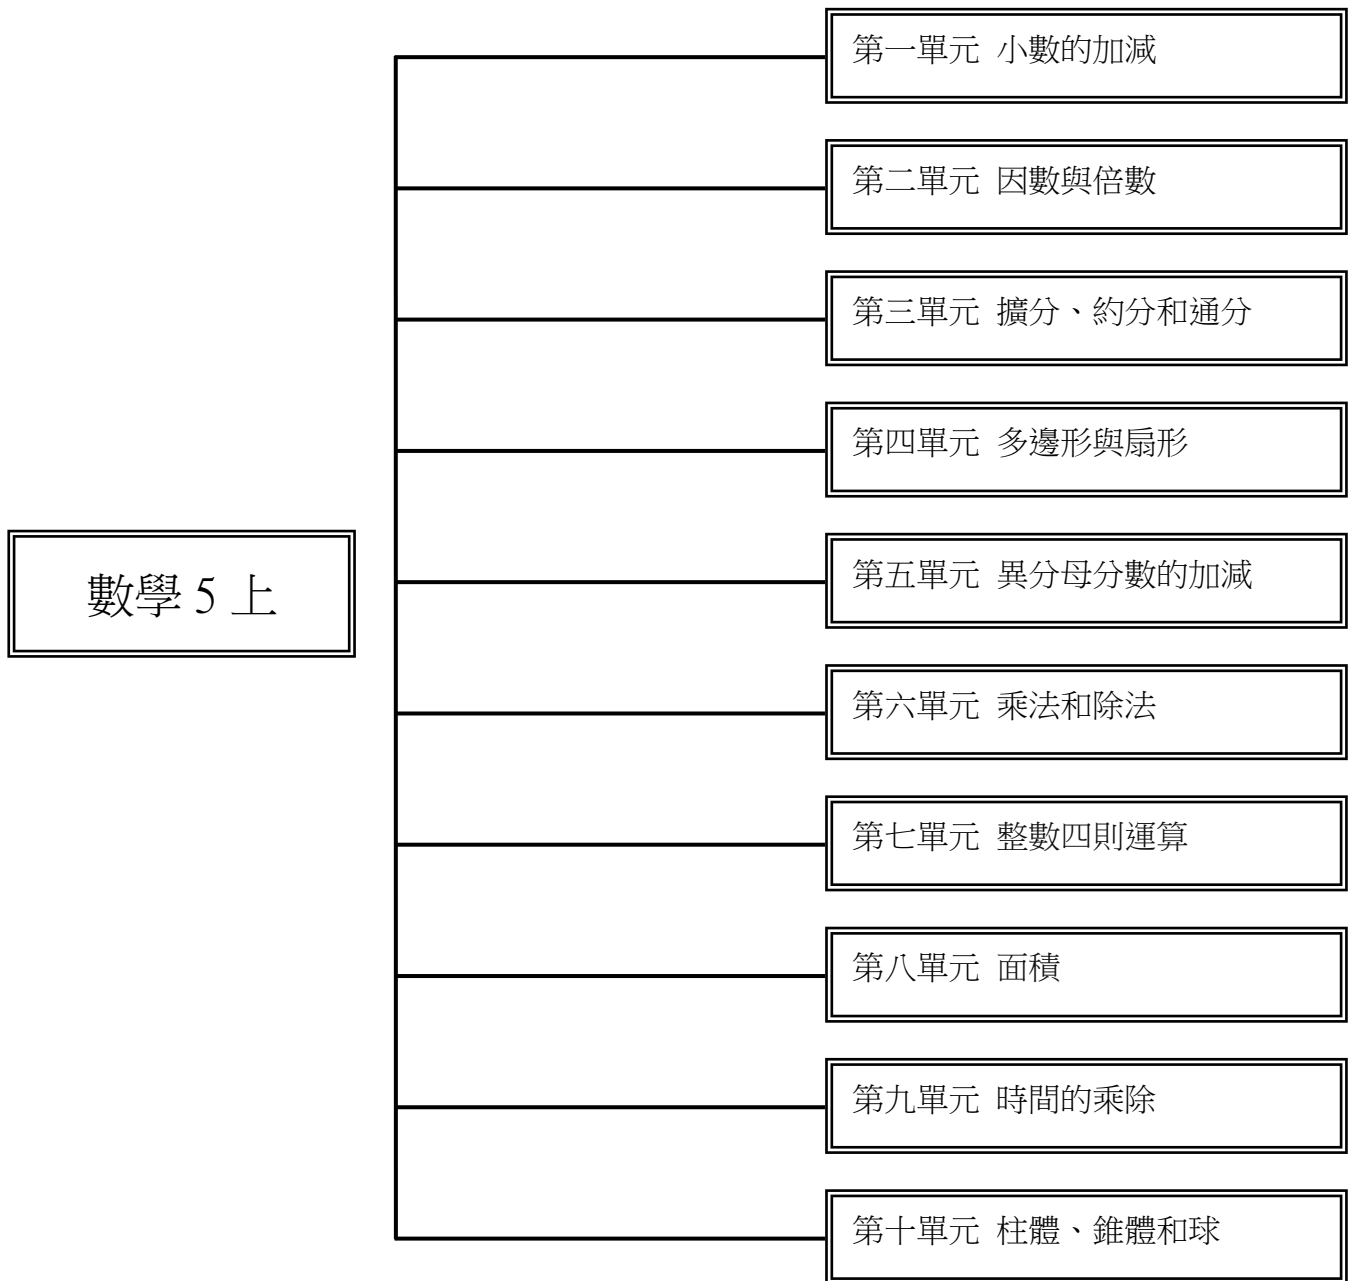 第一單元 小數的加減
第二單元 因數與倍數
第三單元 擴分、約分和通分
第四單元 多邊形與扇形
數學 5 上
第五單元 異分母分數的加減
第六單元 乘法和除法
第七單元 整數四則運算
第八單元 面積
第九單元 時間的乘除
第十單元 柱體、錐體和球